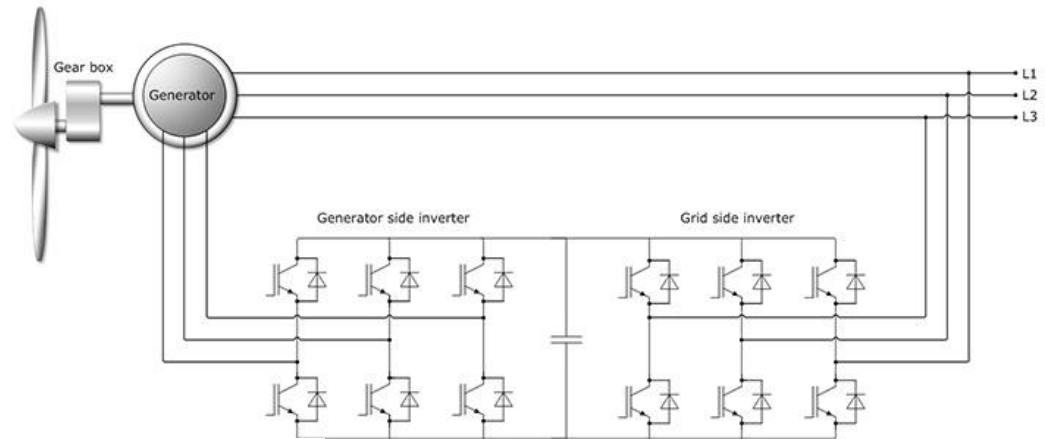 Gear box
Generator
L1
L2
L3
Generator side inverter
Grid side inverter